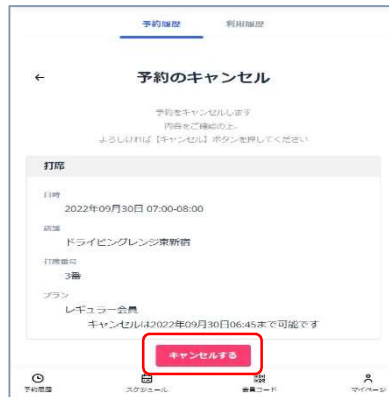 予約履歴
利用履歴
←
予約のキャンセル
予約をキャンセルします
内容をご確認の上、
よろしければ【キャンセル】ボタンを押してください
打席
日時
2022年09月30日 07:00-08:00
店舗
ドライビングレンジ東新宿
打席番号
3番
プラン
レギュラー会員
キャンセルは2022年09月30日06:45まで可能です
キャンセルする
予約履歴
スケジュール
会員コード
マイページ